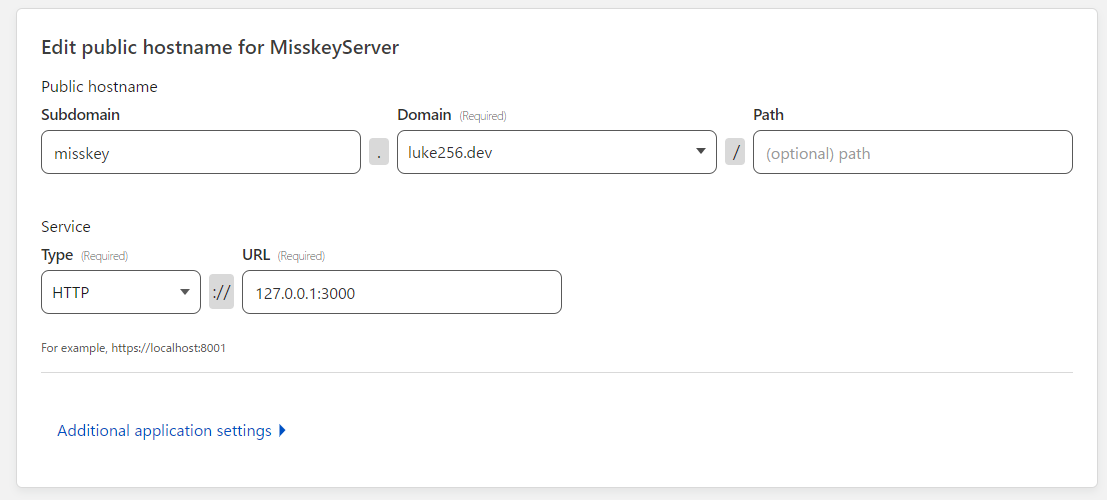 Edit public hostname for MisskeyServer
Public hostname
Subdomain Domain (Required) Path
misskey . luke256.dev / (optional) path
Service
Type (Required) URL (Required)
HTTP :// 127.0.0.1:3000
For example, https://localhost:8001
Additional application settings